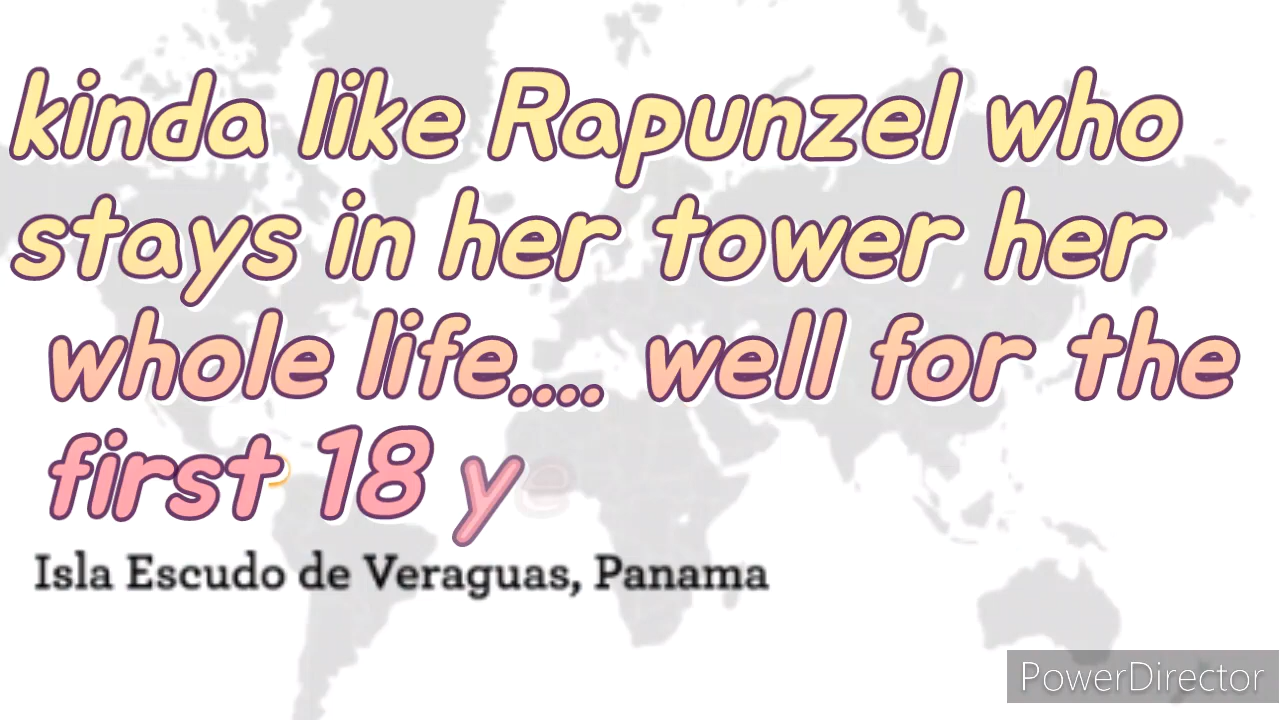 kinda like Rapunzel who
stays in her tower her
whole life.... well for the
first 18 ye
Isla Escudo de Veraguas, Panama
PowerDirector